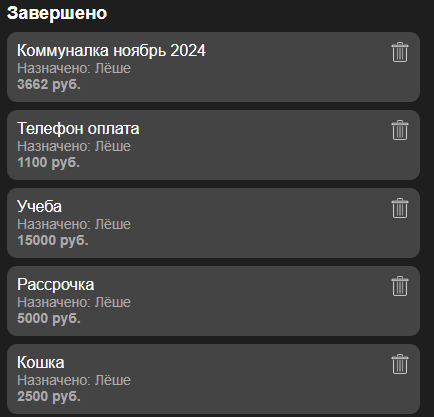 Завершено
Коммуналка ноябрь 2024
Назначено: Лёше
3662 руб.
Телефон оплата
Назначено: Лёше
1100 руб.
Учеба
Назначено: Лёше
15000 руб.
Рассрочка
Назначено: Лёше
5000 руб.
Кошка
Назначено: Лёше
2500 руб.